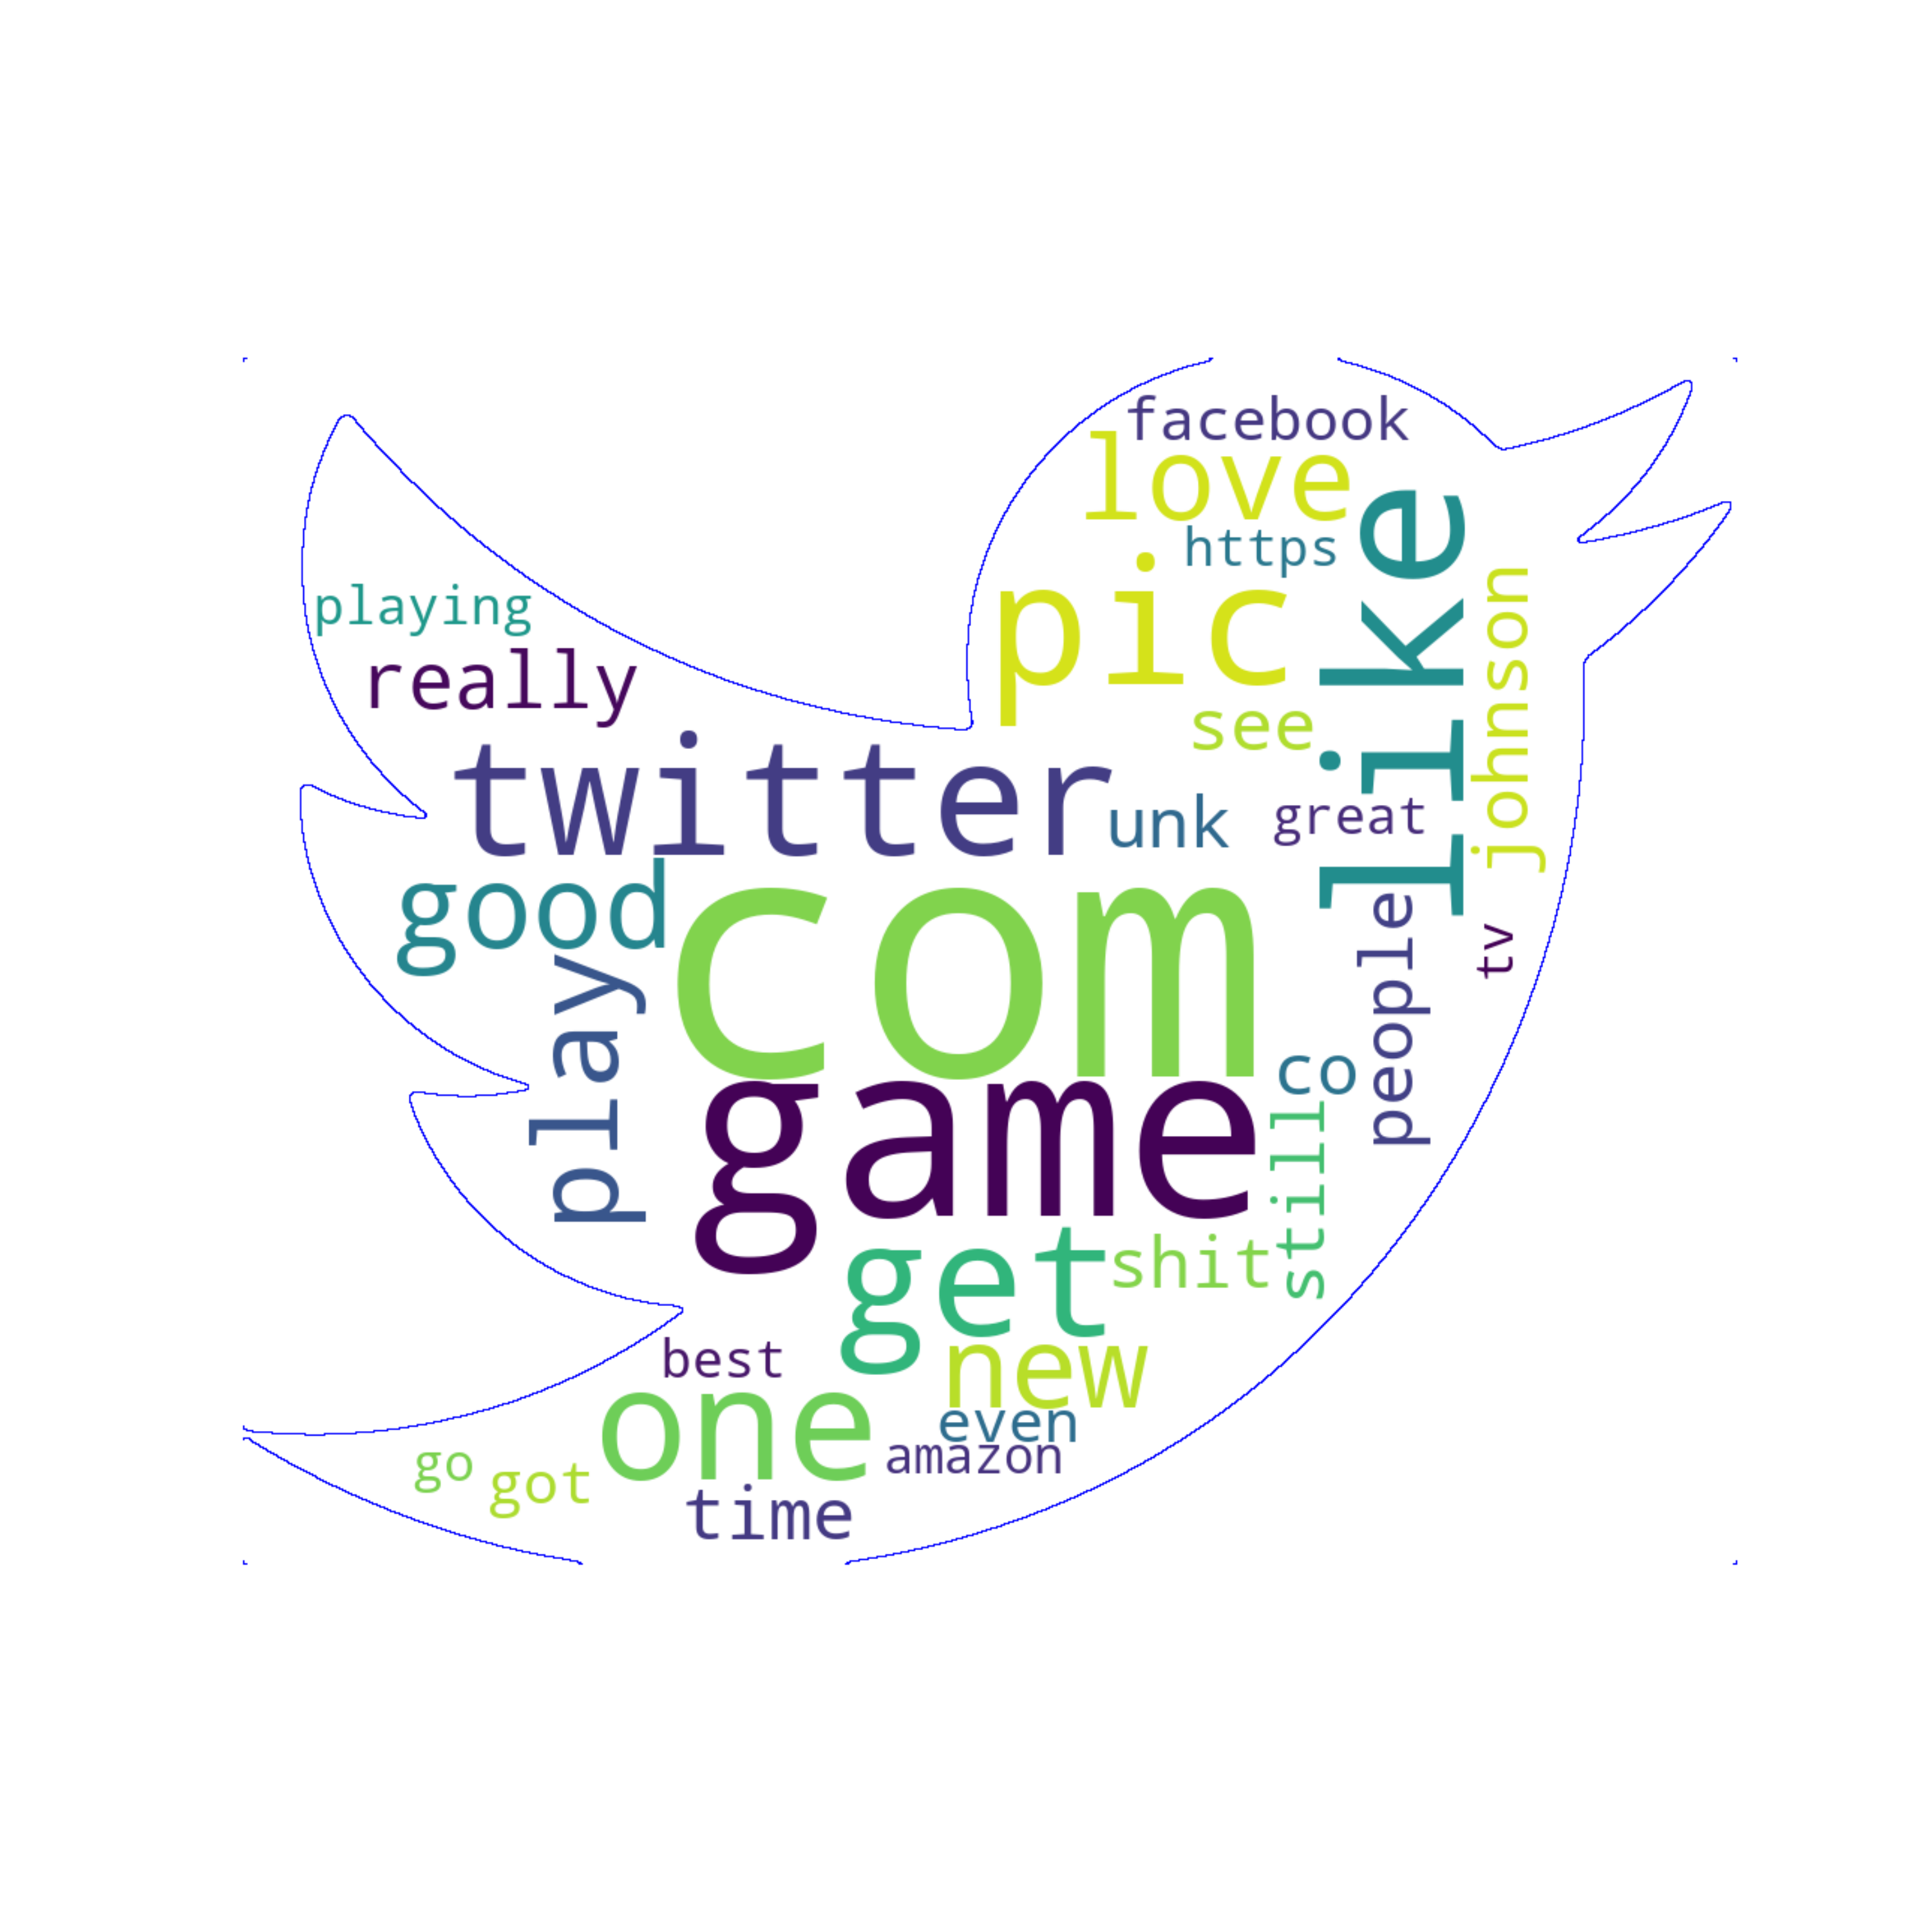 facebook
love
https
like
pic
johnson
playing
really
see
twitter
unk
great
good
com
people
tv
play
co
game
still
get
shit
best
new
one
even
amazon
go
got
time